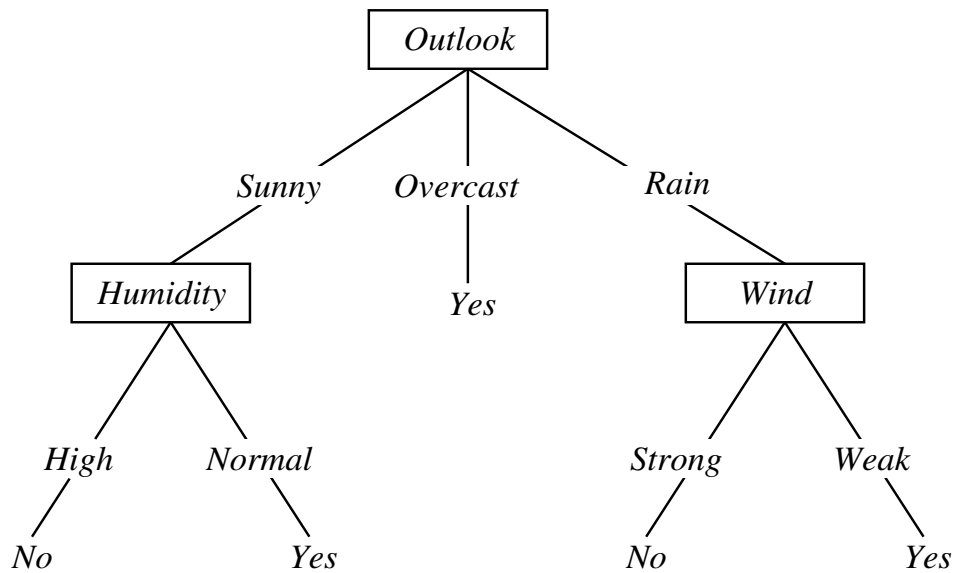 Outlook
Sunny Overcast Rain
Humidity Yes Wind
High Normal Strong Weak
No Yes No Yes